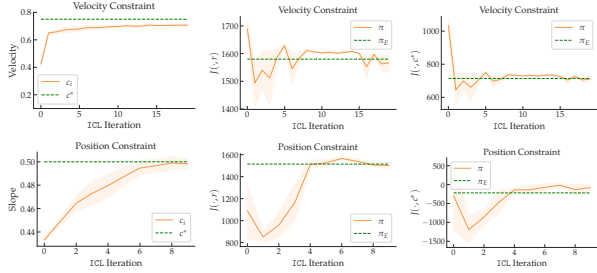 Velocity Constraint
Velocity
0.8
0.6
0.4
0.2
c_i
c*
0
5
10
15
ICL Iteration
Velocity Constraint
J(·, r)
1700
1600
1500
1400
π
π_E
0
5
10
15
ICL Iteration
Velocity Constraint
J(·, c*)
1000
800
600
π
π_E
0
5
10
15
ICL Iteration
Position Constraint
Slope
0.50
0.48
0.46
0.44
c_i
c*
0
2
4
6
8
ICL Iteration
Position Constraint
J(·, r)
1600
1400
1200
1000
800
π
π_E
0
2
4
6
8
ICL Iteration
Position Constraint
J(·, c*)
500
0
−500
−1000
−1500
π
π_E
0
2
4
6
8
ICL Iteration